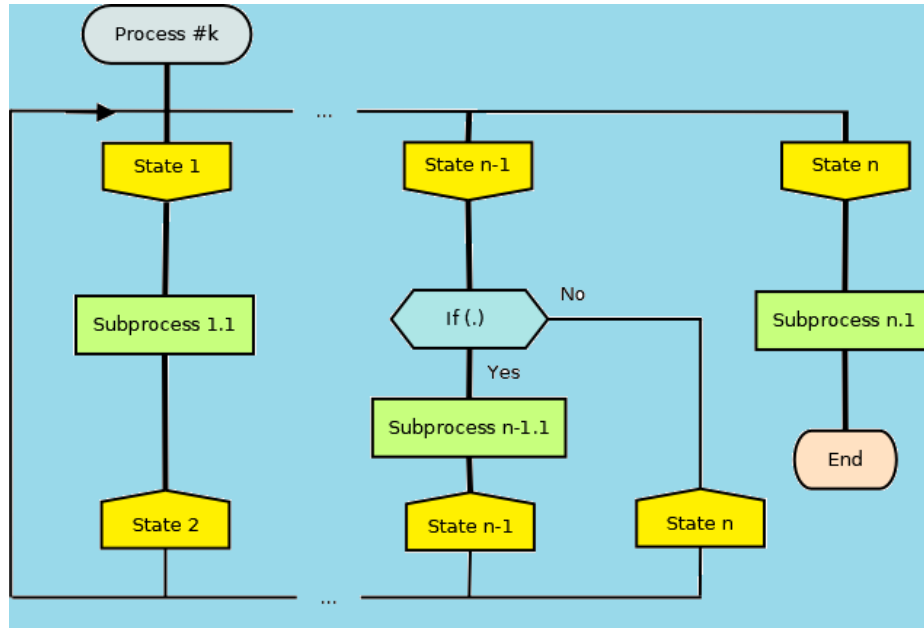 Process #k
...
State 1
State n-1
State n
Subprocess 1.1
If (.)
No
Subprocess n.1
Yes
Subprocess n-1.1
End
State 2
State n-1
State n
...